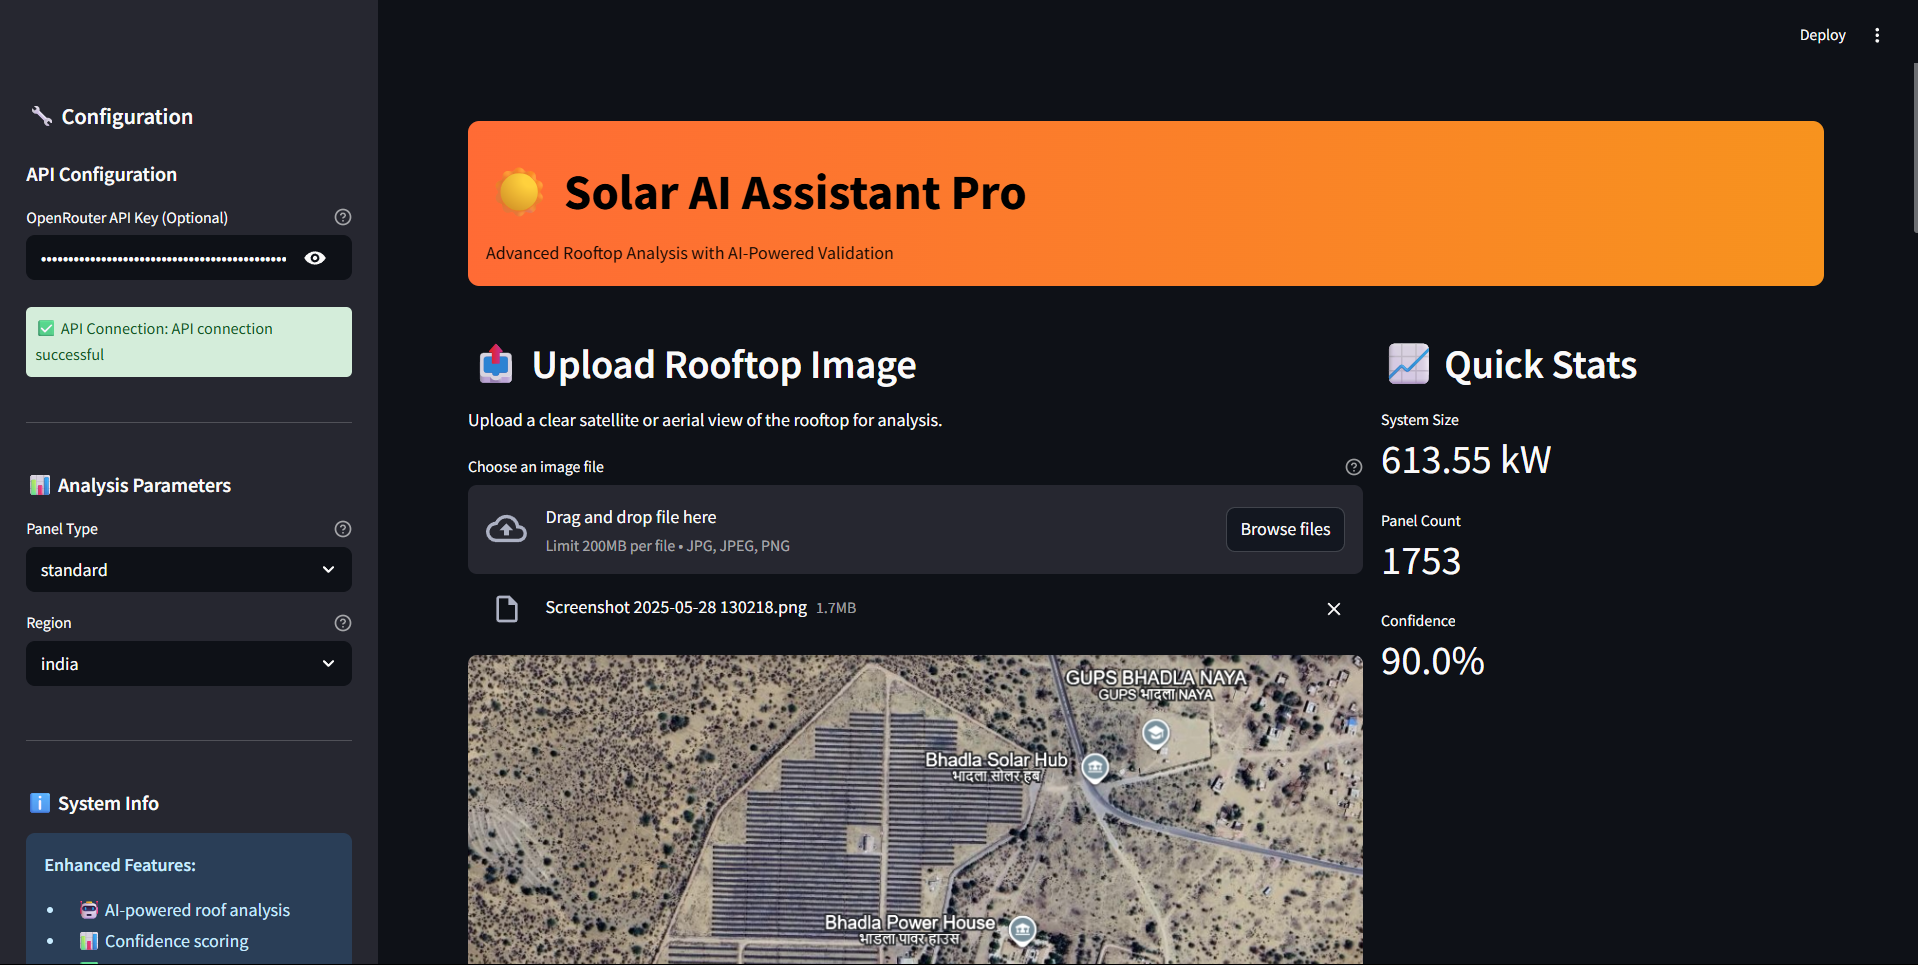 Deploy
Configuration
API Configuration
OpenRouter API Key (Optional)
API Connection: API connection
successful
Analysis Parameters
Panel Type
standard
Region
india
System Info
Enhanced Features:
AI-powered roof analysis
Confidence scoring
Solar AI Assistant Pro
Advanced Rooftop Analysis with AI-Powered Validation
Upload Rooftop Image
Upload a clear satellite or aerial view of the rooftop for analysis.
Choose an image file
Drag and drop file here
Limit 200MB per file • JPG, JPEG, PNG
Browse files
Screenshot 2025-05-28 130218.png 1.7MB
GUPS BHADLA NAYA
GUPS भादला NAYA
Bhadla Solar Hub
भादला सोलर हब
Bhadla Power House
भाडला पावर हाउस
Quick Stats
System Size
613.55 kW
Panel Count
1753
Confidence
90.0%